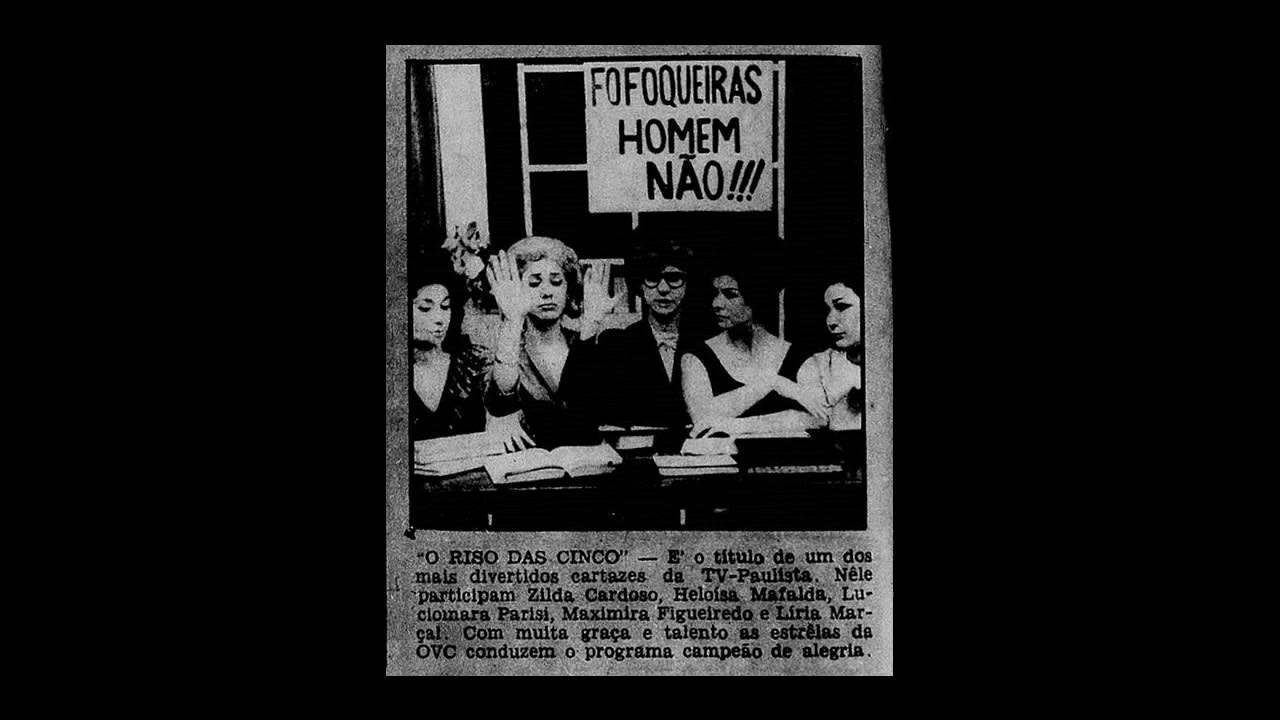 FOFOQUEIRAS
HOMEM
NÃO!!!
"O RISO DAS CINCO" — E' o título de um dos
mais divertidos cartazes da TV-Paulista. Nêle
participam Zilda Cardoso, Heloísa Mafalda, Lu-
ciomara Parisi, Maximira Figueiredo e Líria Mar-
çal. Com muita graça e talento as estrêlas da
OVC conduzem o programa campeão de alegria.